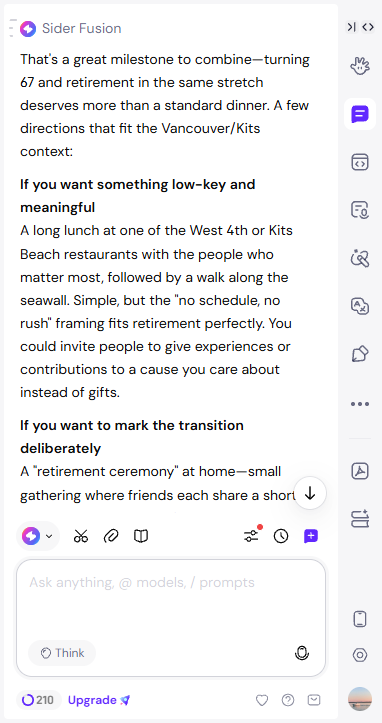 Sider Fusion
That's a great milestone to combine—turning
67 and retirement in the same stretch
deserves more than a standard dinner. A few
directions that fit the Vancouver/Kits
context:
If you want something low-key and
meaningful
A long lunch at one of the West 4th or Kits
Beach restaurants with the people who
matter most, followed by a walk along the
seawall. Simple, but the "no schedule, no
rush" framing fits retirement perfectly. You
could invite people to give experiences or
contributions to a cause you care about
instead of gifts.
If you want to mark the transition
deliberately
A "retirement ceremony" at home—small
gathering where friends each share a short
Ask anything, @ models, / prompts
Think
210 Upgrade